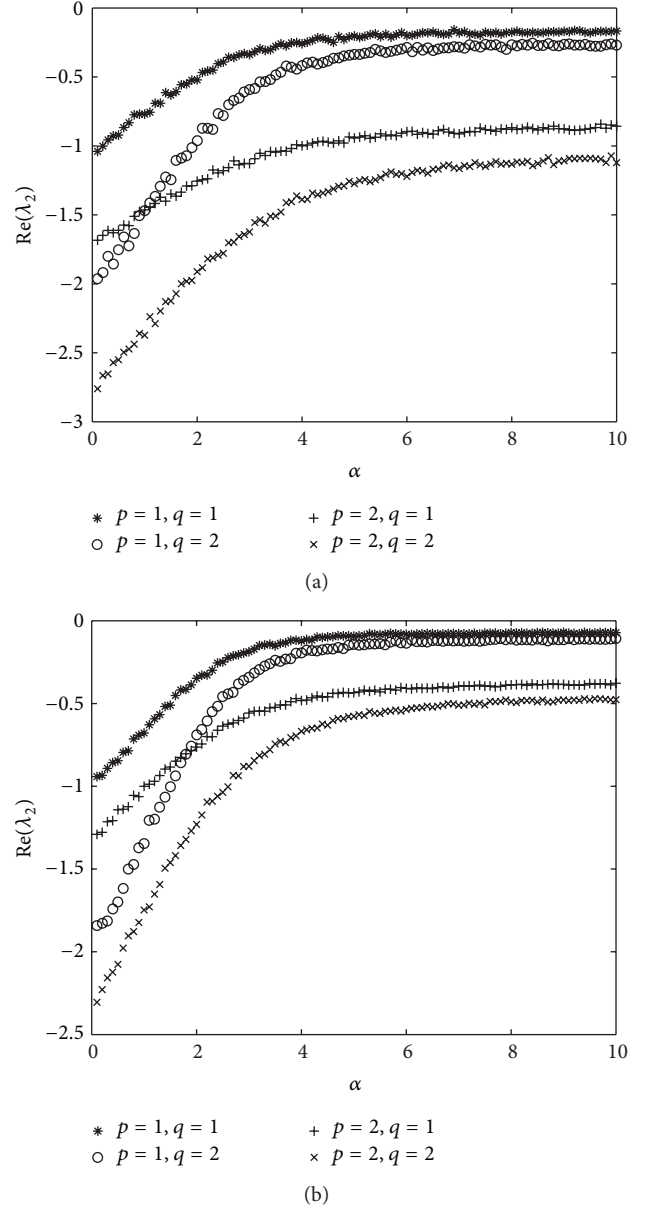 0
−0.5
−1
−1.5
−2
−2.5
−3
Re(λ2)
0 2 4 6 8 10
α
p = 1, q = 1
p = 1, q = 2
p = 2, q = 1
p = 2, q = 2
(a)
0
−0.5
−1
−1.5
−2
−2.5
Re(λ2)
0 2 4 6 8 10
α
p = 1, q = 1
p = 1, q = 2
p = 2, q = 1
p = 2, q = 2
(b)